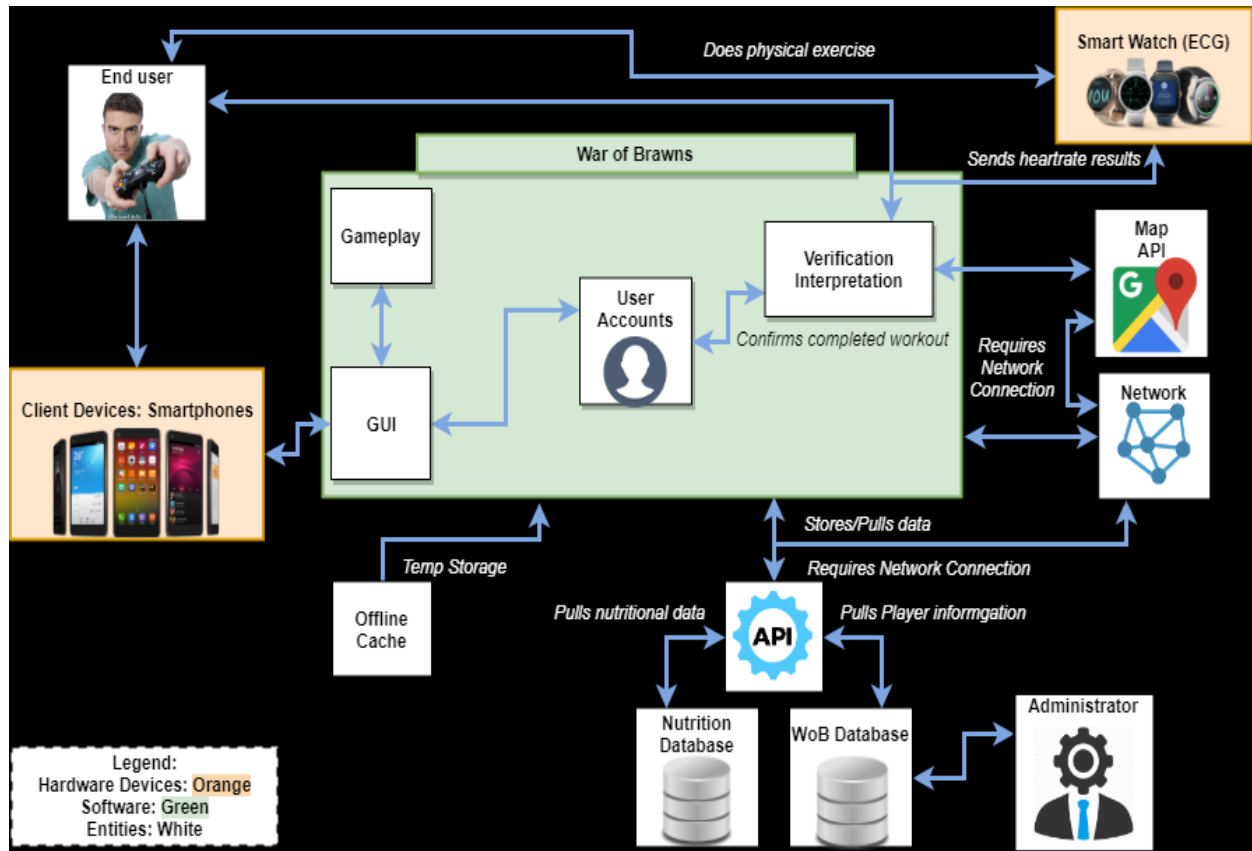 Does physical exercise
Smart Watch (ECG)
End user
War of Brawns
Sends heartrate results
Gameplay
Verification
Interpretation
Map
API
G
User
Accounts
Confirms completed workout
Requires
Network
Connection
Client Devices: Smartphones
GUI
Network
Stores/Pulls data
Temp Storage
Requires Network Connection
Offline
Cache
Pulls nutritional data
API
Pulls Player informgation
Nutrition
Database
WoB Database
Administrator
Legend:
Hardware Devices: Orange
Software: Green
Entities: White